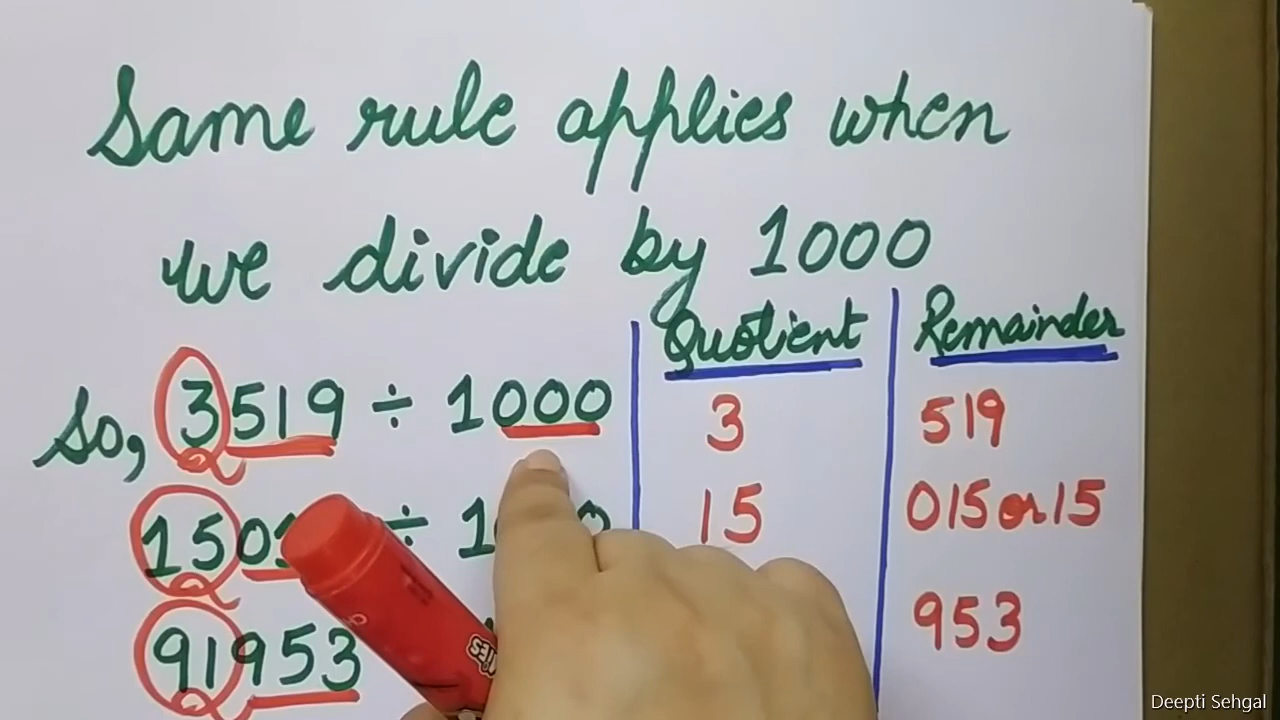 Same rule applies when
we divide by 1000
Quotient Remainder
So, 3519 ÷ 1000 3 519
÷ 15 015 or 15
91953 953
Deepti Sehgal